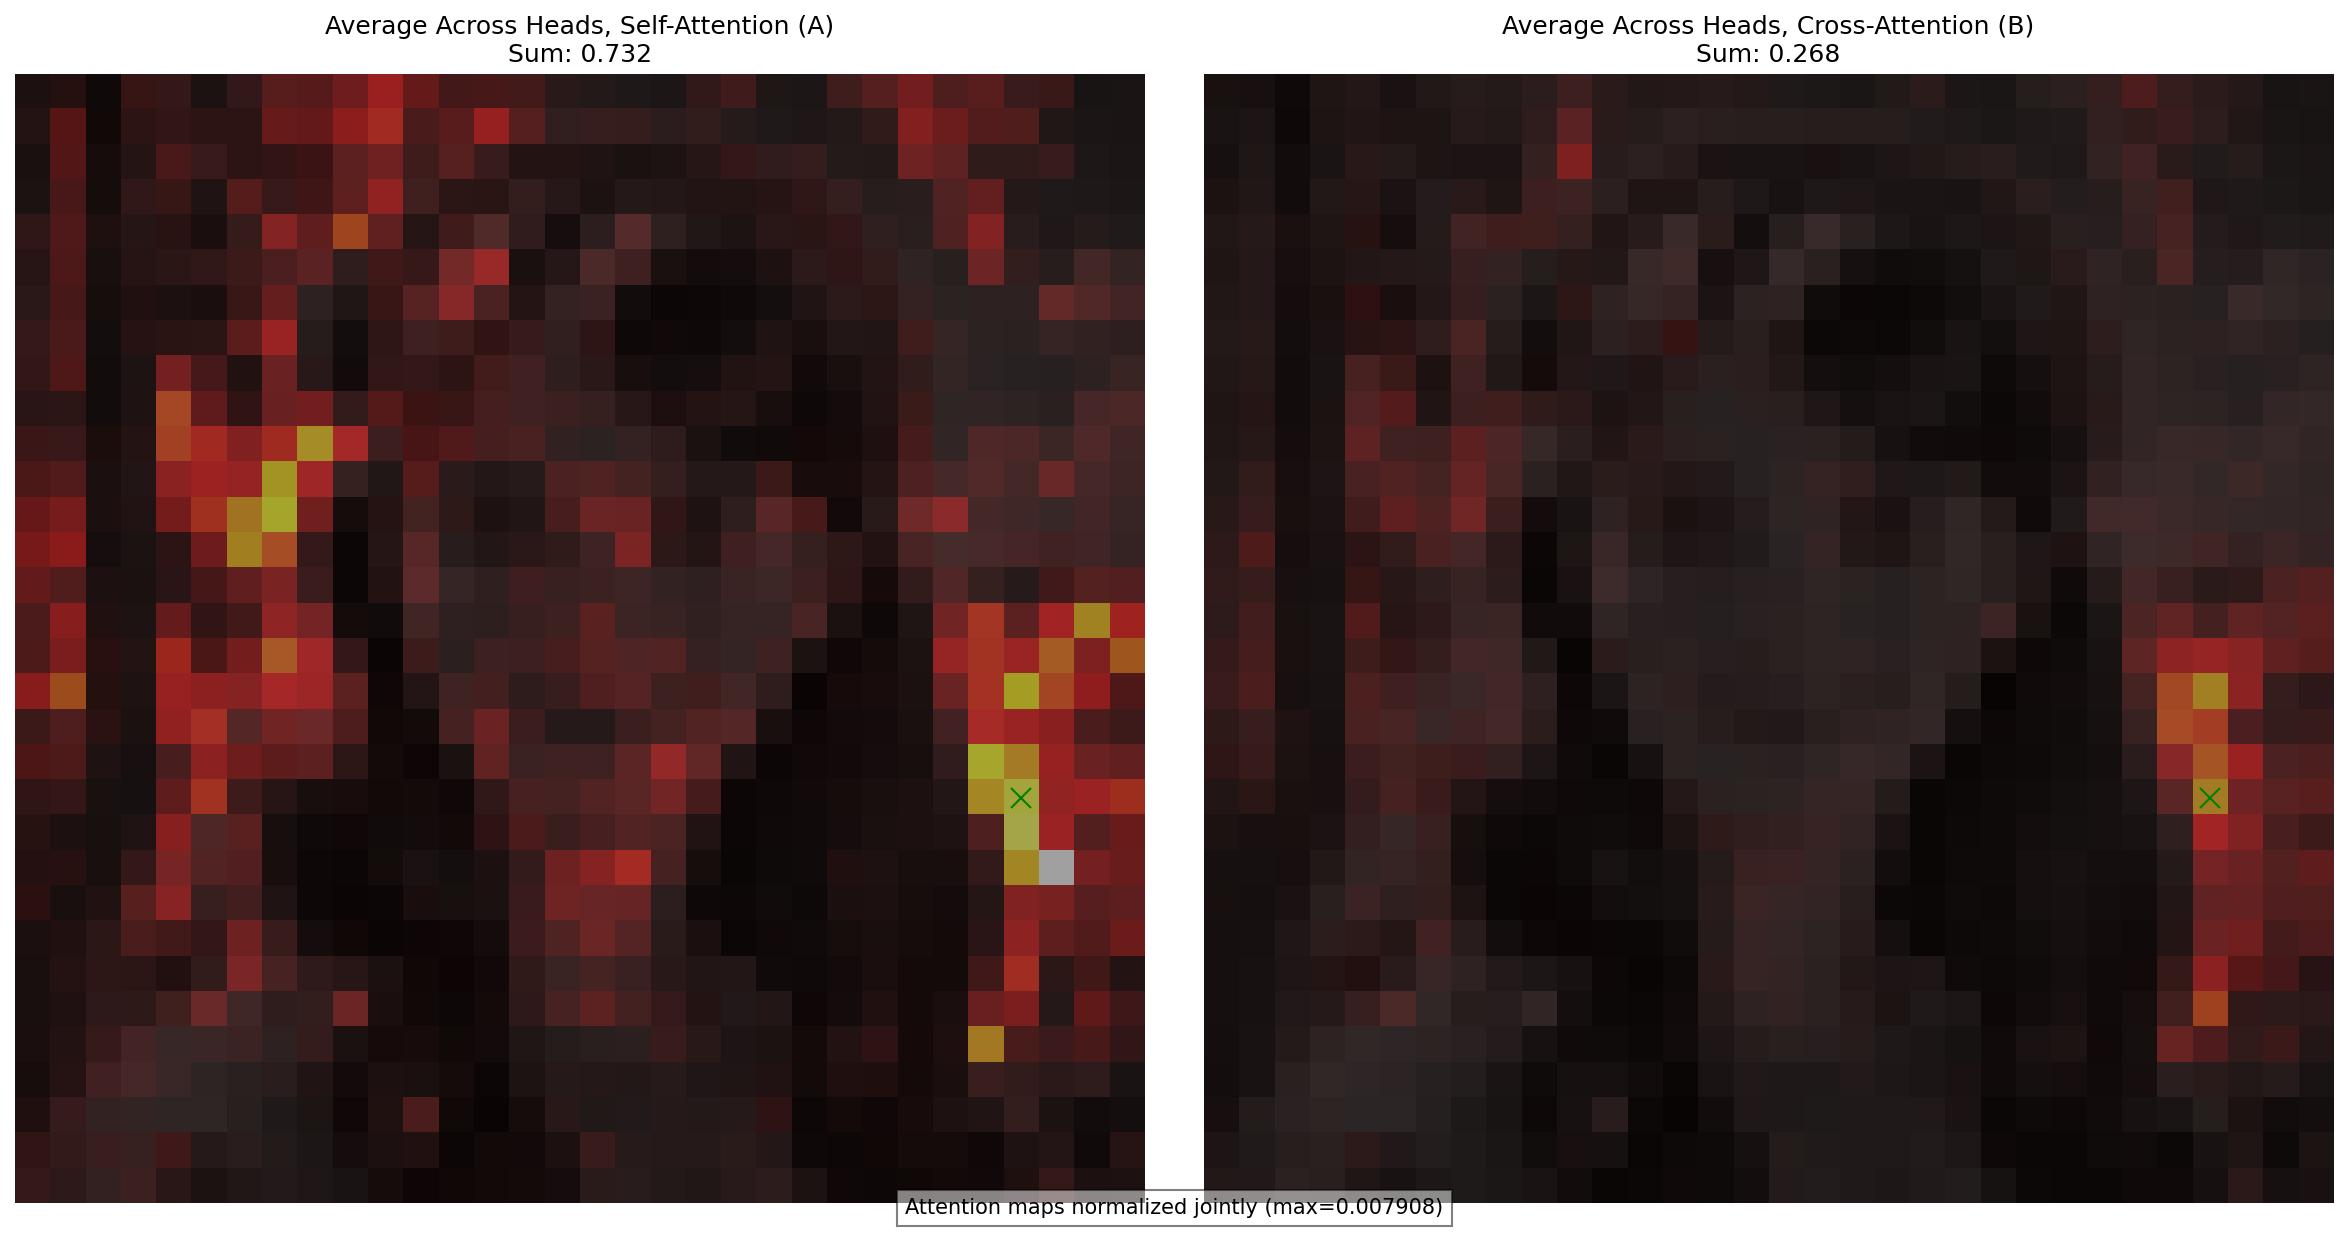 Average Across Heads, Self-Attention (A)
Sum: 0.732
Average Across Heads, Cross-Attention (B)
Sum: 0.268
Attention maps normalized jointly (max=0.007908)